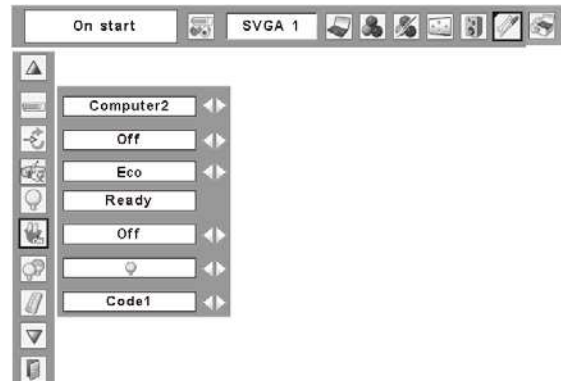 On start
SVGA 1
Computer2
Off
Eco
Ready
Off
Code1